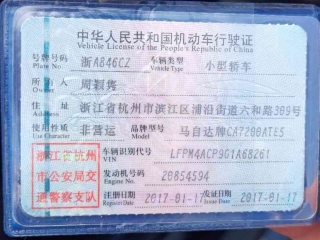 中华人民共和国机动车行驶证
Vehicle License of the People's Republic of China
号牌号码 浙A846CZ 车辆类型 小型轿车
Plate No. Vehicle Type
所有人 周颖隽
Owner
住址 浙江省杭州市滨江区浦沿街道六和路309号
Address
使用性质 非营运 品牌型号 马自达牌CA7200ATE5
Use Character Model
浙江省杭州
市公安局交
通警察支队
车辆识别代号 LFPM4ACP9G1A68261
VIN
发动机号码 20854594
Engine No.
注册日期 2017-01-17 发证日期 2017-01-17
Register Date Issue Date